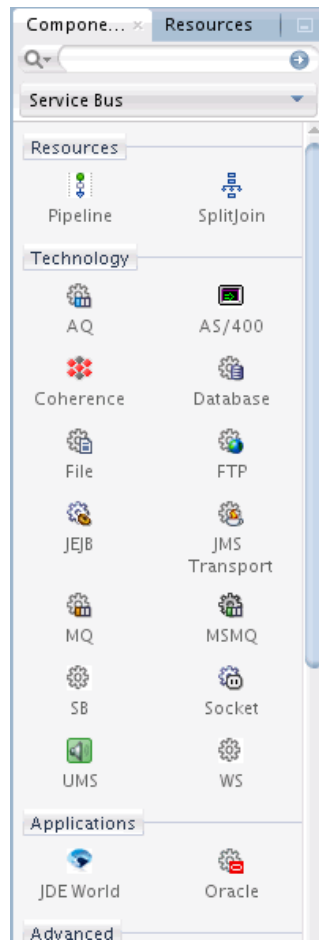 Compone... Resources
Service Bus
Resources
Pipeline SplitJoin
Technology
AQ AS/400
Coherence Database
File FTP
JEJB JMS Transport
MQ MSMQ
SB Socket
UMS WS
Applications
JDE World Oracle
Advanced